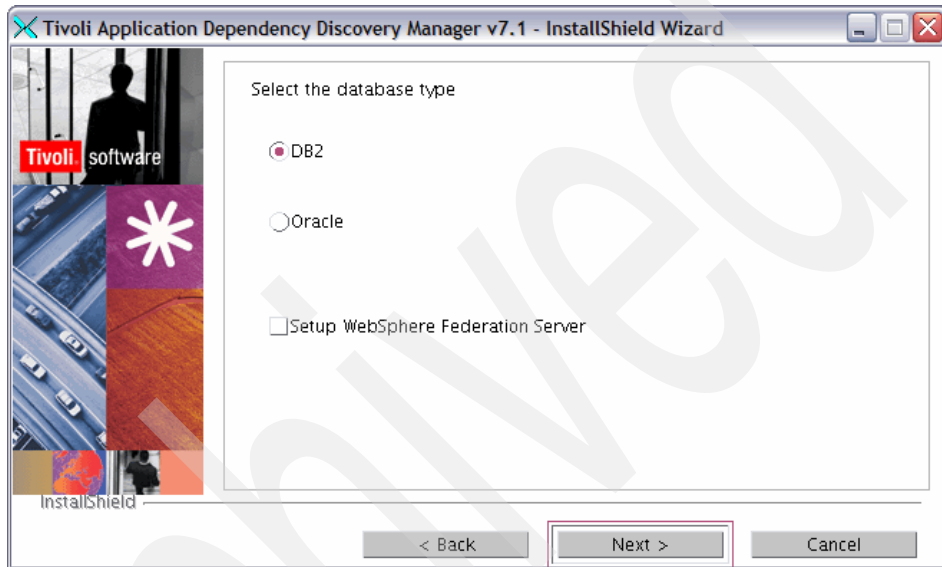 Tivoli Application Dependency Discovery Manager v7.1 - InstallShield Wizard
Select the database type
Tivoli. software
DB2
Oracle
Setup WebSphere Federation Server
InstallShield
< Back
Next >
Cancel